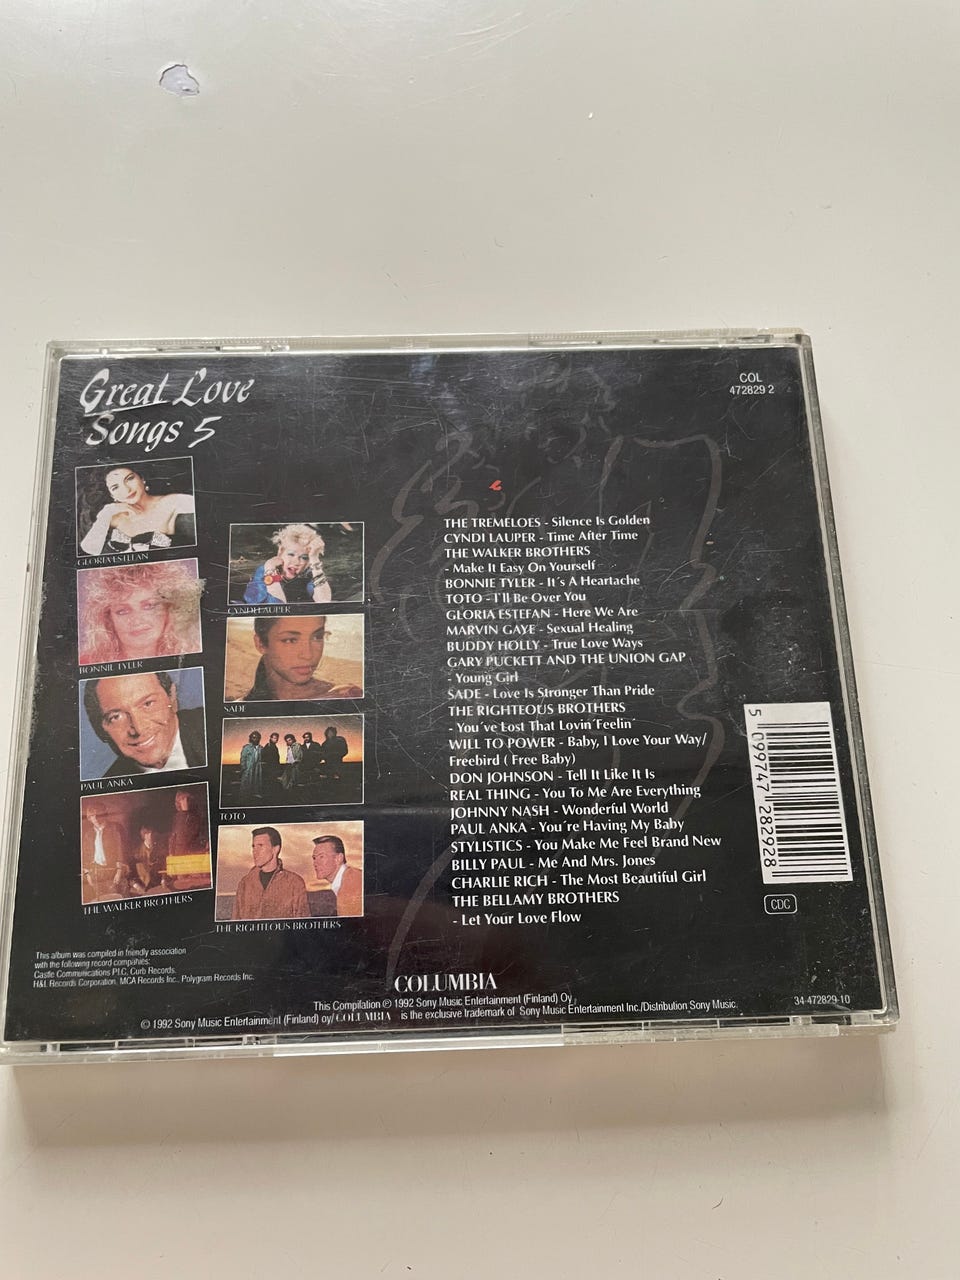 Great Love
Songs 5
COL
472829 2
GLORIA ESTEFAN
CYNDI LAUPER
BONNIE TYLER
SADE
PAUL ANKA
TOTO
THE WALKER BROTHERS
THE RIGHTEOUS BROTHERS
THE TREMELOES - Silence Is Golden
CYNDI LAUPER - Time After Time
THE WALKER BROTHERS
- Make It Easy On Yourself
BONNIE TYLER - It´s A Heartache
TOTO - I´ll Be Over You
GLORIA ESTEFAN - Here We Are
MARVIN GAYE - Sexual Healing
BUDDY HOLLY - True Love Ways
GARY PUCKETT AND THE UNION GAP
- Young Girl
SADE - Love Is Stronger Than Pride
THE RIGHTEOUS BROTHERS
- You´ve Lost That Lovin´Feelin´
WILL TO POWER - Baby, I Love Your Way/
Freebird ( Free Baby)
DON JOHNSON - Tell It Like It Is
REAL THING - You To Me Are Everything
JOHNNY NASH - Wonderful World
PAUL ANKA - You´re Having My Baby
STYLISTICS - You Make Me Feel Brand New
BILLY PAUL - Me And Mrs. Jones
CHARLIE RICH - The Most Beautiful Girl
THE BELLAMY BROTHERS
- Let Your Love Flow
5 099747 282928
CDC
This album was compiled in friendly association
with the following record companies:
Castle Communications PLC, Curb Records.
H&L Records Corporation, MCA Records Inc., Polygram Records Inc.
COLUMBIA
This Compilation ℗ 1992 Sony Music Entertainment (Finland) Oy
34-472829-10
© 1992 Sony Music Entertainment (Finland) oy/ COLUMBIA is the exclusive trademark of Sony Music Entertainment Inc./Distribution Sony Music.